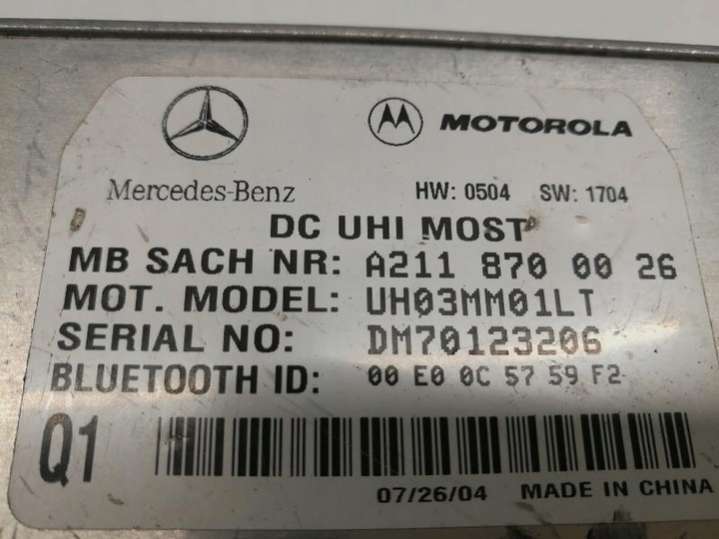 MOTOROLA
Mercedes-Benz
HW: 0504 SW: 1704
DC UHI MOST
MB SACH NR: A211 870 00 26
MOT. MODEL: UH03MM01LT
SERIAL NO: DM70123206
BLUETOOTH ID: 00 E0 0C 57 59 F2
Q1
07/26/04 MADE IN CHINA